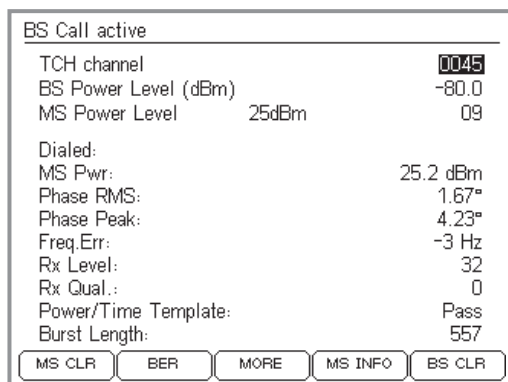 BS Call active
TCH channel 0045
BS Power Level (dBm) -80.0
MS Power Level 25dBm 09
Dialed:
MS Pwr: 25.2 dBm
Phase RMS: 1.67°
Phase Peak: 4.23°
Freq.Err: -3 Hz
Rx Level: 32
Rx Qual.: 0
Power/Time Template: Pass
Burst Length: 557
MS CLR BER MORE MS INFO BS CLR